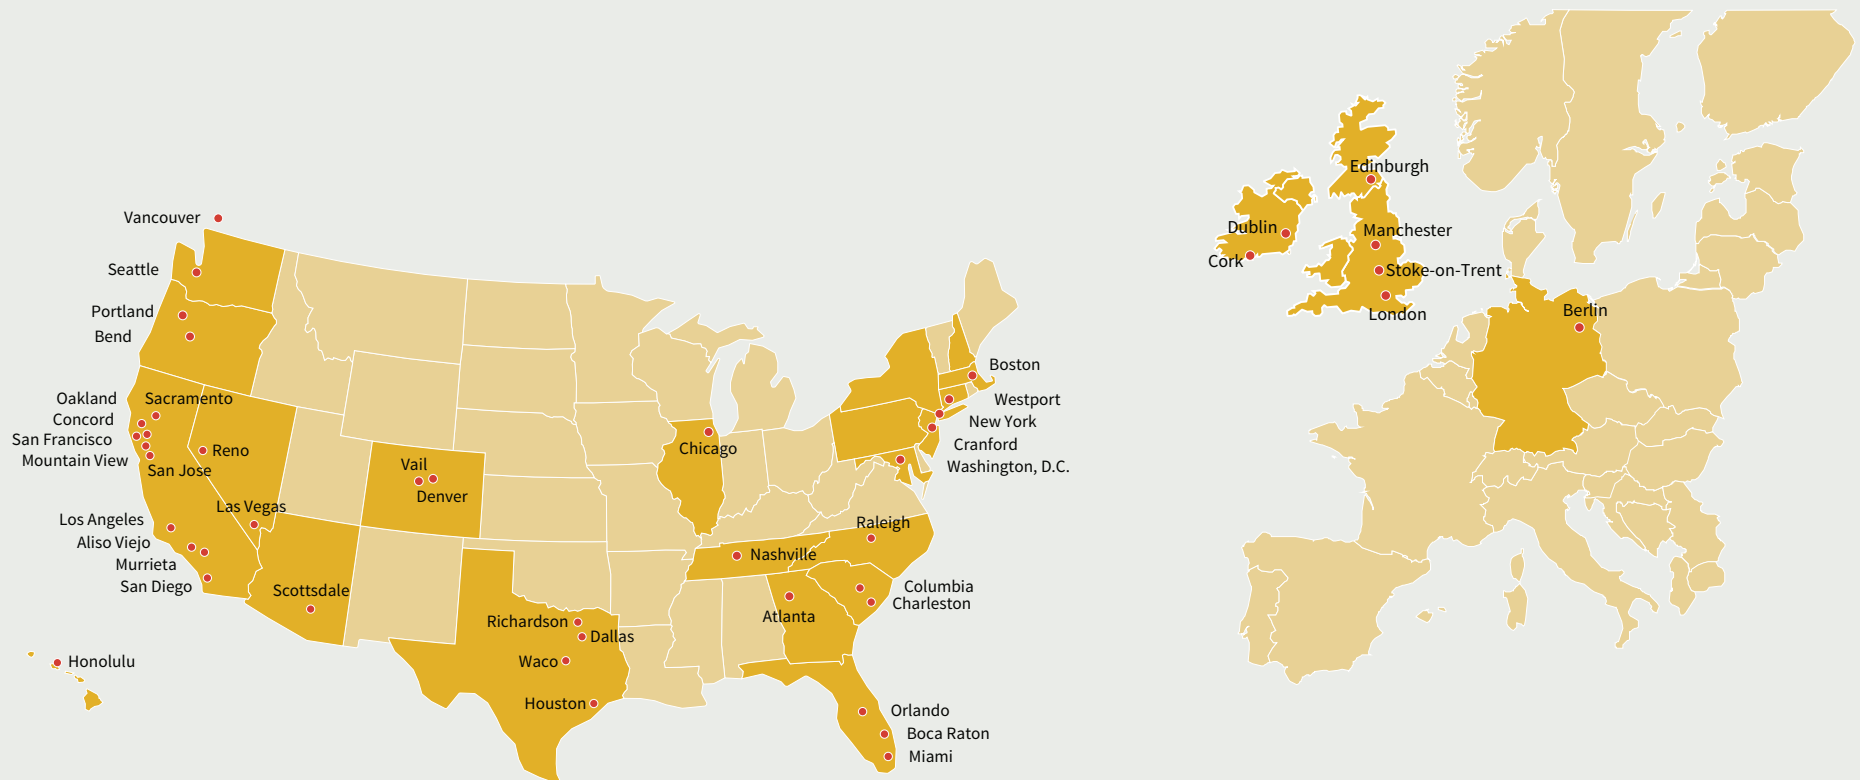 Vancouver
Seattle
Portland
Bend
Oakland
Sacramento
Concord
San Francisco
Mountain View
San Jose
Reno
Las Vegas
Los Angeles
Aliso Viejo
Murrieta
San Diego
Scottsdale
Honolulu
Vail
Denver
Richardson
Dallas
Waco
Houston
Chicago
Nashville
Atlanta
Raleigh
Columbia
Charleston
Orlando
Boca Raton
Miami
Boston
Westport
New York
Cranford
Washington, D.C.
Edinburgh
Dublin
Cork
Manchester
Stoke-on-Trent
London
Berlin